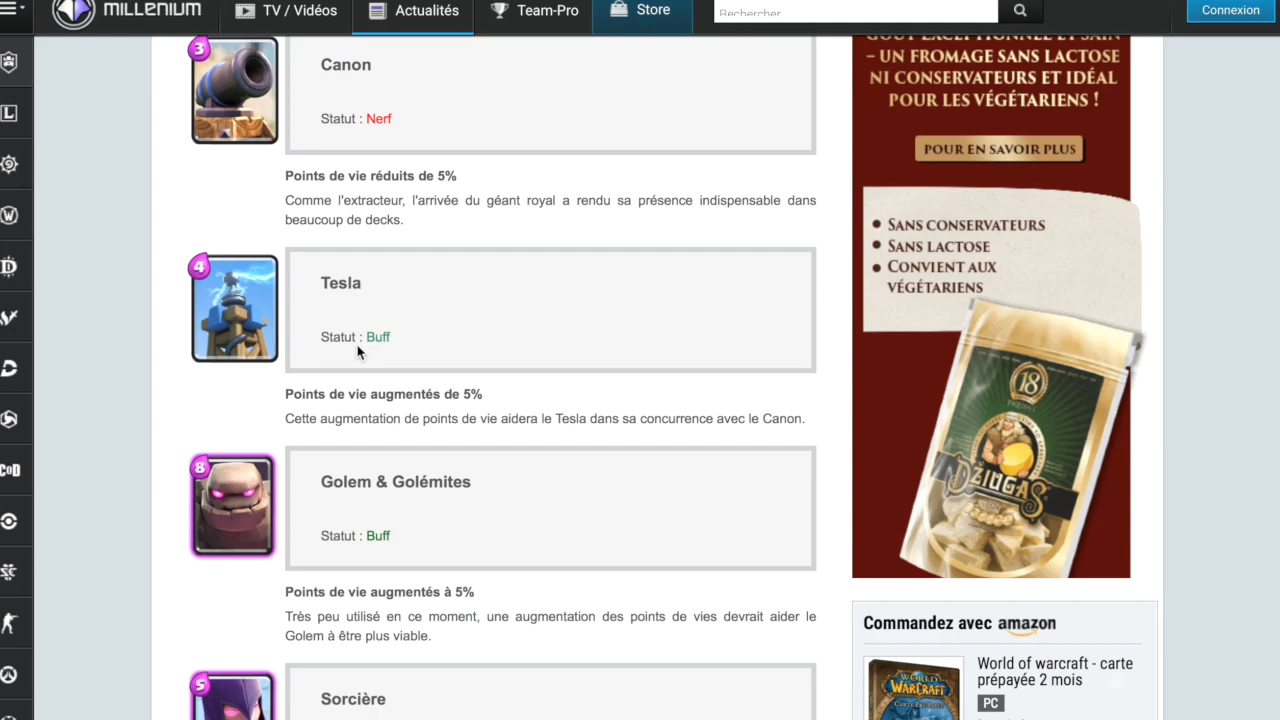 MILLENIUM
TV / Vidéos
Actualités
Team-Pro
Store
Rechercher
Connexion
3
Canon
Statut : Nerf
Points de vie réduits de 5%
Comme l'extracteur, l'arrivée du géant royal a rendu sa présence indispensable dans
beaucoup de decks.
4
Tesla
Statut : Buff
Points de vie augmentés de 5%
Cette augmentation de points de vie aidera le Tesla dans sa concurrence avec le Canon.
8
Golem & Golémites
Statut : Buff
Points de vie augmentés à 5%
Très peu utilisé en ce moment, une augmentation des points de vies devrait aider le
Golem à être plus viable.
5
Sorcière
GOÛT EXCEPTIONNEL ET SAIN
– UN FROMAGE SANS LACTOSE
NI CONSERVATEURS ET IDÉAL
POUR LES VÉGÉTARIENS !
POUR EN SAVOIR PLUS
SANS CONSERVATEURS
SANS LACTOSE
CONVIENT AUX
VÉGÉTARIENS
18
DŽIUGAS
Commandez avec amazon
World of warcraft - carte
prépayée 2 mois
PC
WORLD
WARCRAFT
COD